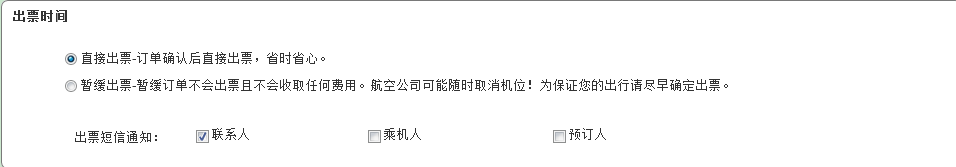 出票时间
直接出票-订单确认后直接出票，省时省心。
暂缓出票-暂缓订单不会出票且不会收取任何费用。航空公司可能随时取消机位！为保证您的出行请尽早确定出票。
出票短信通知： 联系人 乘机人 预订人